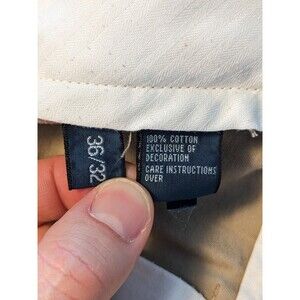 36/32
100% COTTON
EXCLUSIVE OF
DECORATION
CARE INSTRUCTIONS
OVER